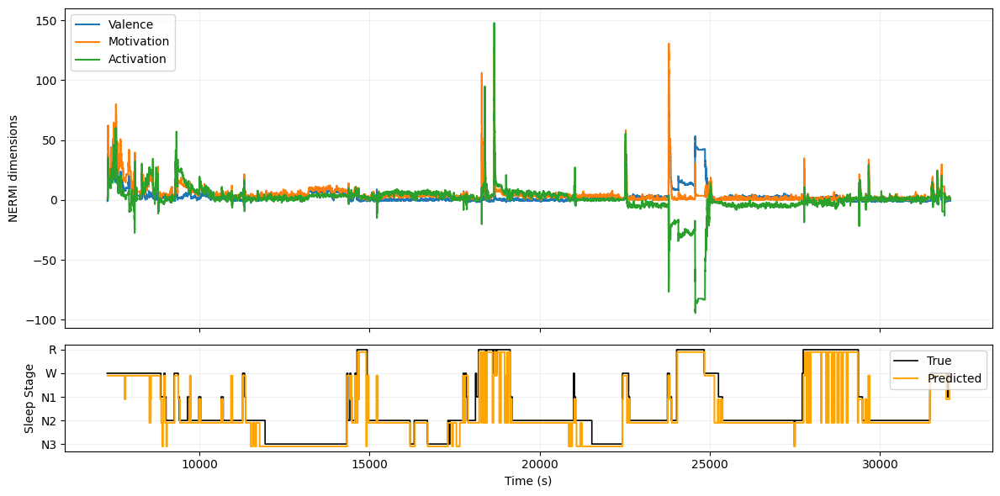 150
100
50
0
−50
−100
NERMI dimensions
Valence
Motivation
Activation
R
W
N1
N2
N3
Sleep Stage
True
Predicted
10000
15000
20000
25000
30000
Time (s)